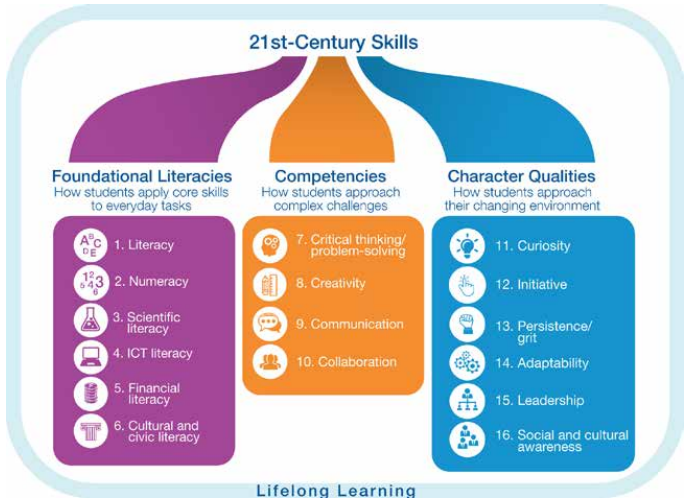 21st-Century Skills
Foundational Literacies
How students apply core skills
to everyday tasks
ABCDE
1. Literacy
123456
2. Numeracy
3. Scientific
literacy
4. ICT literacy
5. Financial
literacy
6. Cultural and
civic literacy
Competencies
How students approach
complex challenges
7. Critical thinking/
problem-solving
8. Creativity
9. Communication
10. Collaboration
Character Qualities
How students approach
their changing environment
11. Curiosity
12. Initiative
13. Persistence/
grit
14. Adaptability
15. Leadership
16. Social and cultural
awareness
Lifelong Learning